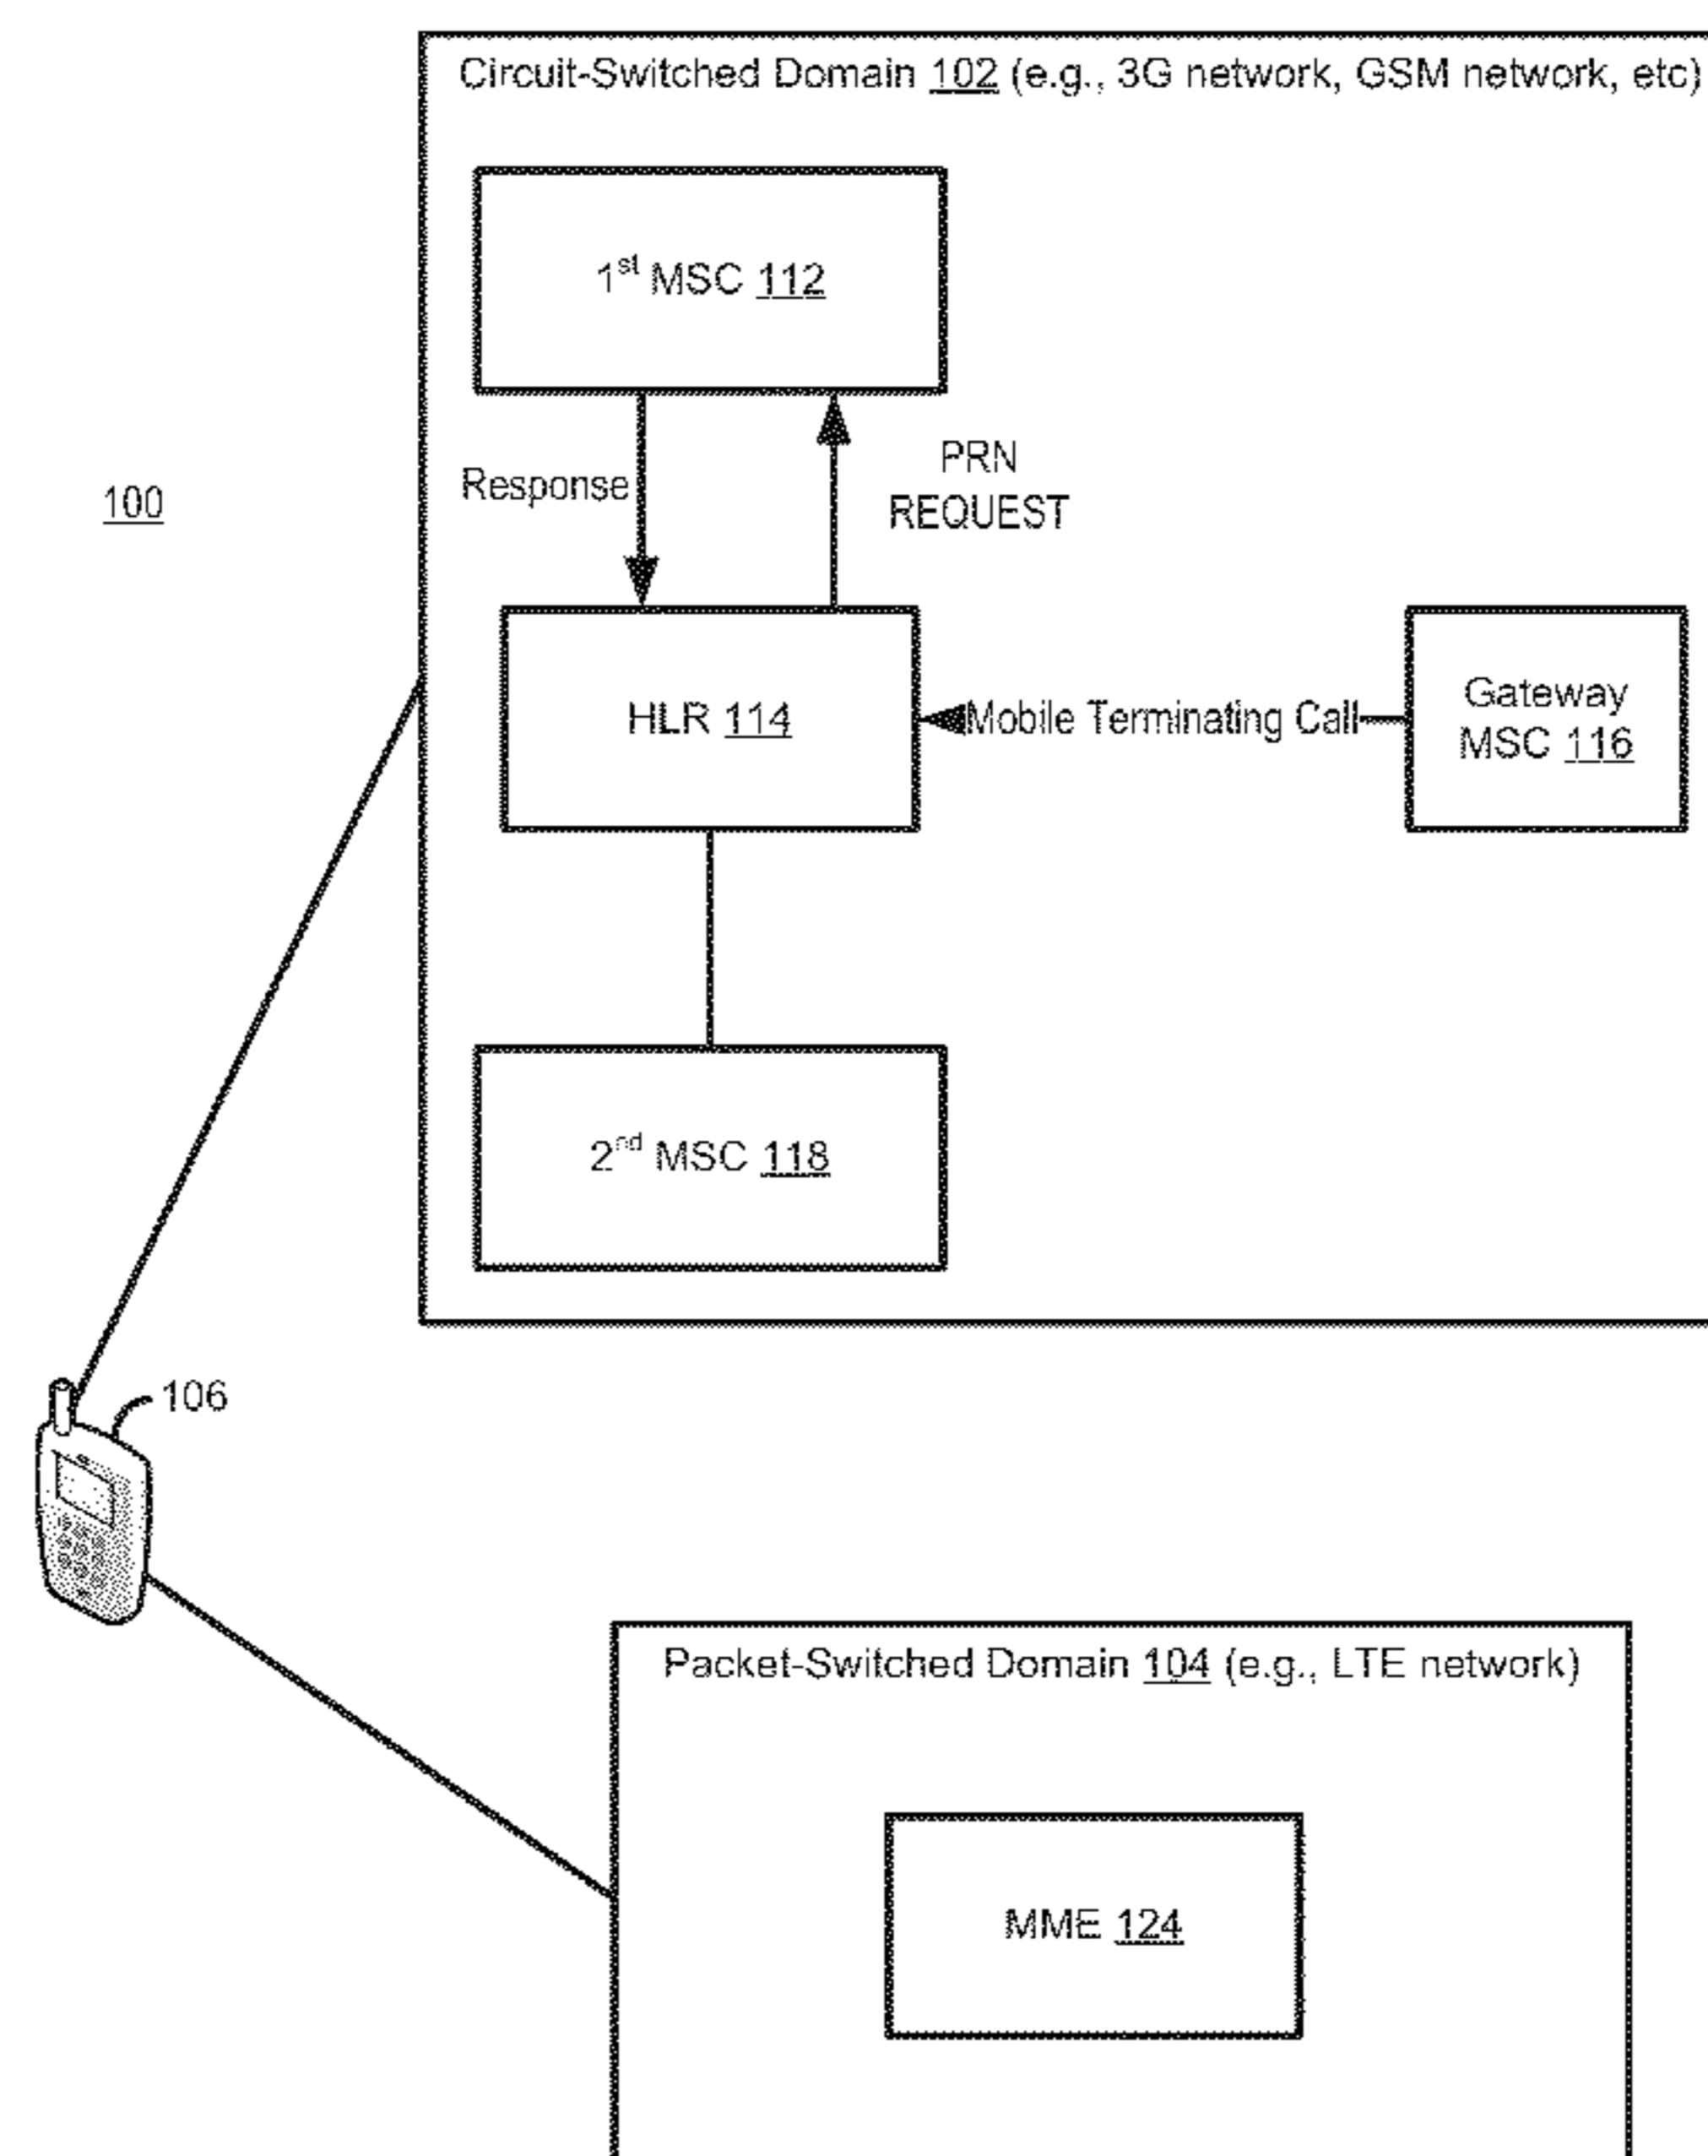 Circuit-Switched Domain 102 (e.g., 3G network, GSM network, etc)
1st MSC 112
Response
PRN
REQUEST
100
HLR 114
Mobile Terminating Call
Gateway
MSC 116
2nd MSC 118
106
Packet-Switched Domain 104 (e.g., LTE network)
MME 124